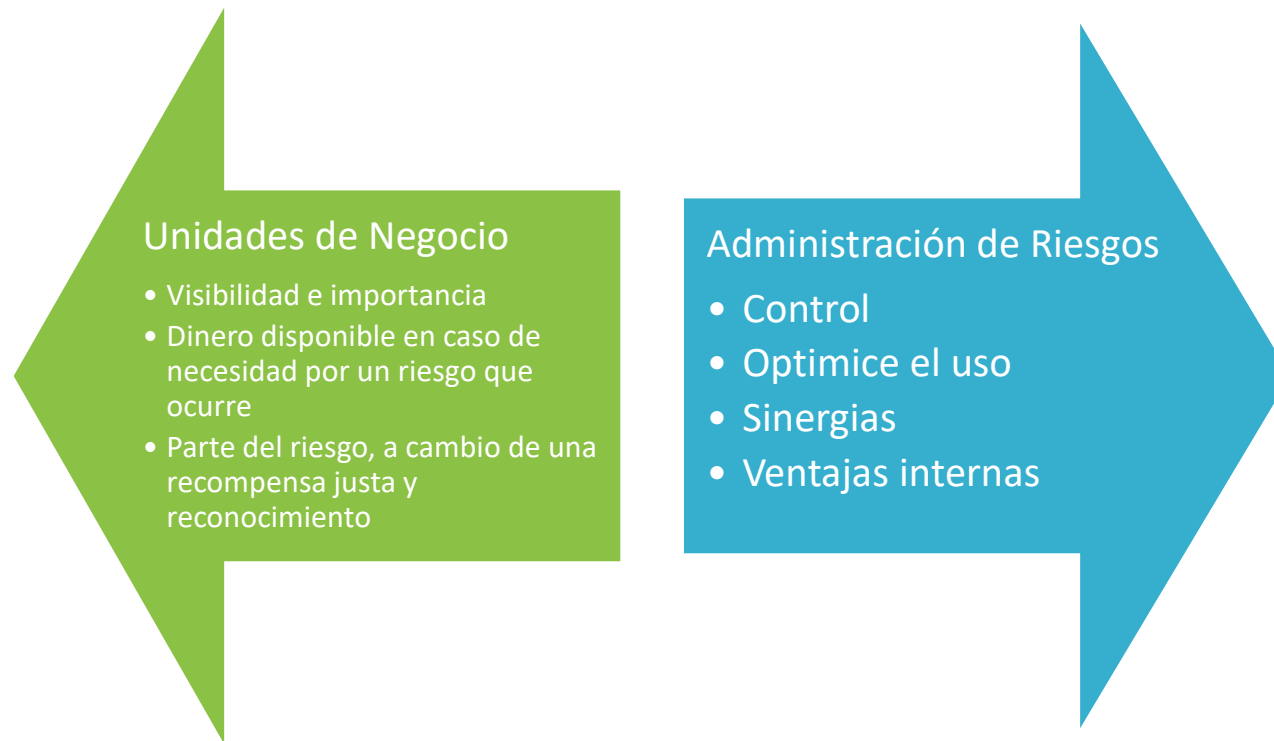 Unidades de Negocio
• Visibilidad e importancia
• Dinero disponible en caso de
necesidad por un riesgo que
ocurre
• Parte del riesgo, a cambio de una
recompensa justa y
reconocimiento
Administración de Riesgos
• Control
• Optimice el uso
• Sinergias
• Ventajas internas